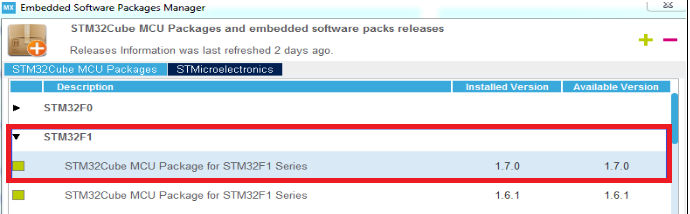 MX Embedded Software Packages Manager
STM32Cube MCU Packages and embedded software packs releases
Releases Information was last refreshed 2 days ago.
STM32Cube MCU Packages STMicroelectronics
Description Installed Version Available Version
STM32F0
STM32F1
STM32Cube MCU Package for STM32F1 Series 1.7.0 1.7.0
STM32Cube MCU Package for STM32F1 Series 1.6.1 1.6.1